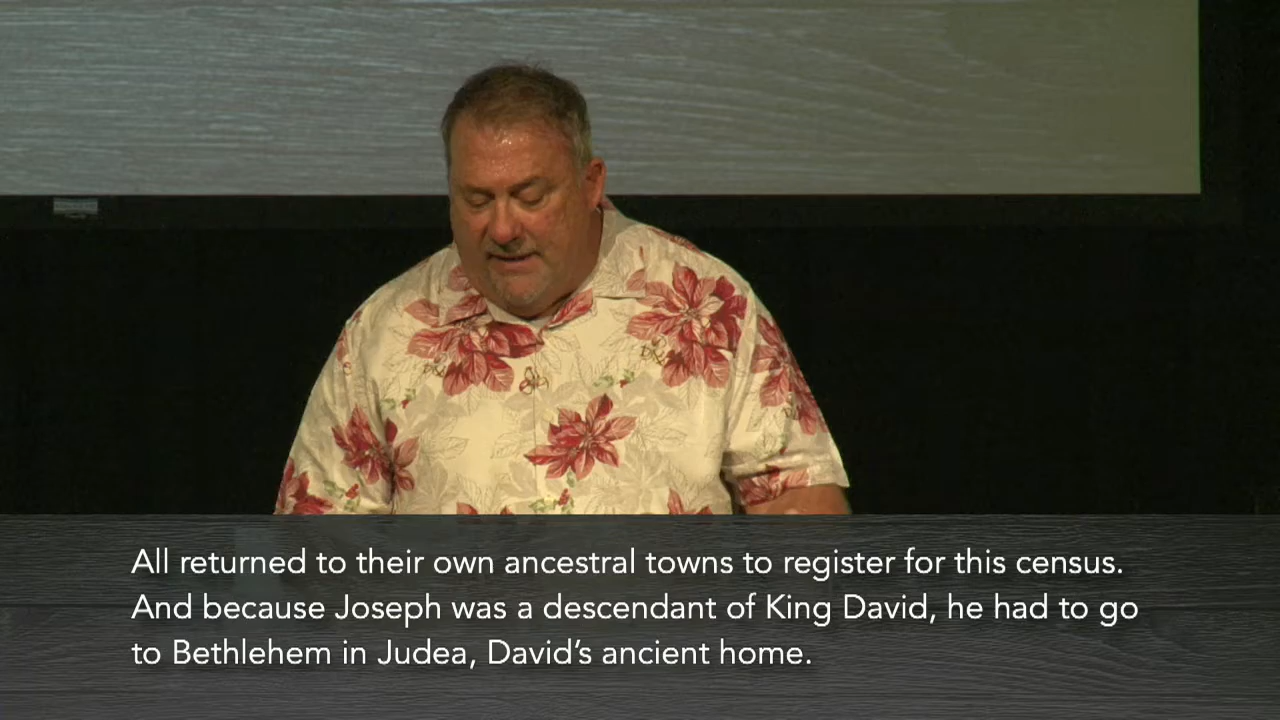 All returned to their own ancestral towns to register for this census.
And because Joseph was a descendant of King David, he had to go
to Bethlehem in Judea, David's ancient home.